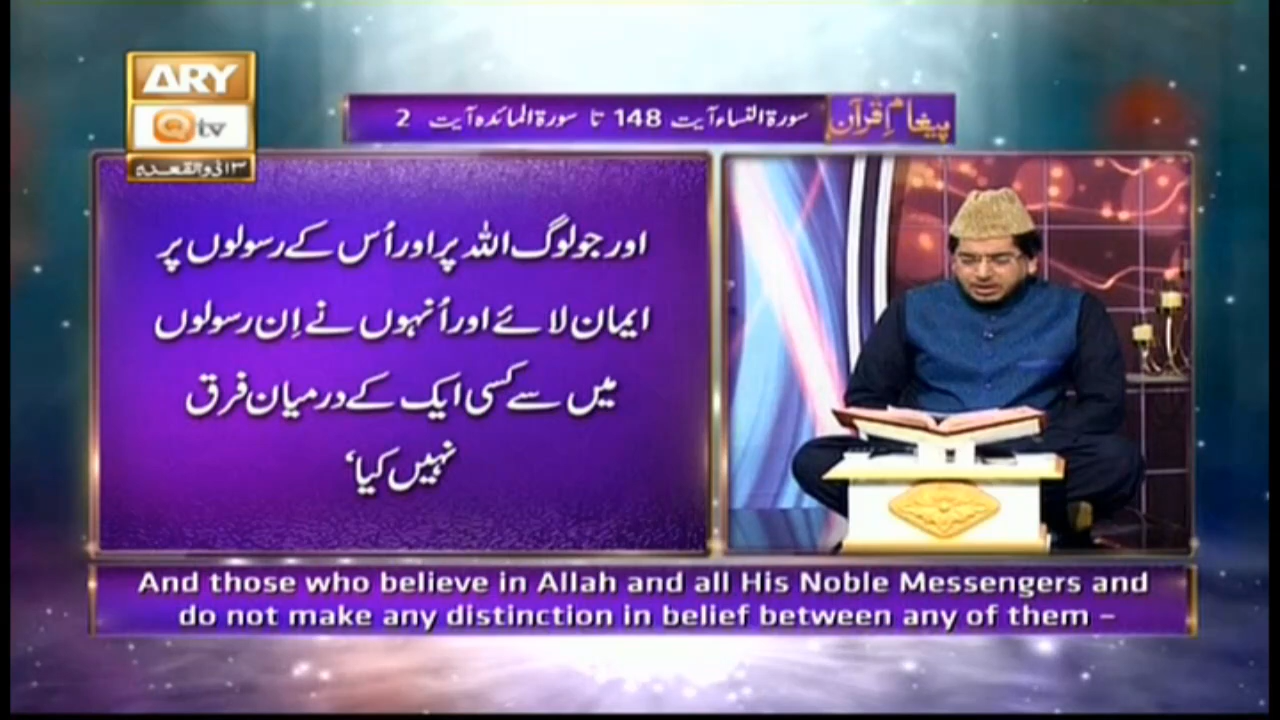 ARY
Q tv
۱۳ ذوالقعدہ
پیغام قرآن
سورۃ النساء آیت 148 تا سورۃ المائدہ آیت 2
اور جو لوگ اللہ پر اور اُس کے رسولوں پر
ایمان لائے اور اُنہوں نے اِن رسولوں
میں سے کسی ایک کے درمیان فرق
نہیں کیا‘
And those who believe in Allah and all His Noble Messengers and
do not make any distinction in belief between any of them –